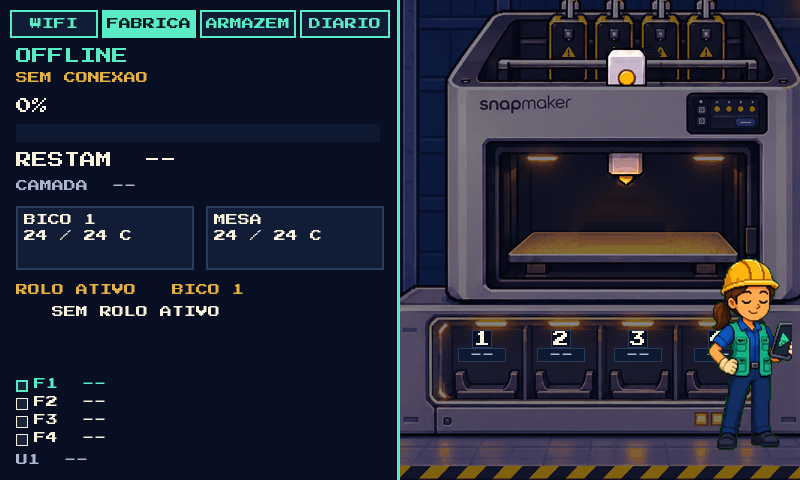 WIFI FABRICA ARMAZEM DIARIO
OFFLINE
SEM CONEXAO
0%
RESTAM --
CAMADA --
BICO 1
24 / 24 C
MESA
24 / 24 C
ROLO ATIVO BICO 1
SEM ROLO ATIVO
F1 --
F2 --
F3 --
F4 --
U1 --
snapmaker
1 2 3
-- -- --